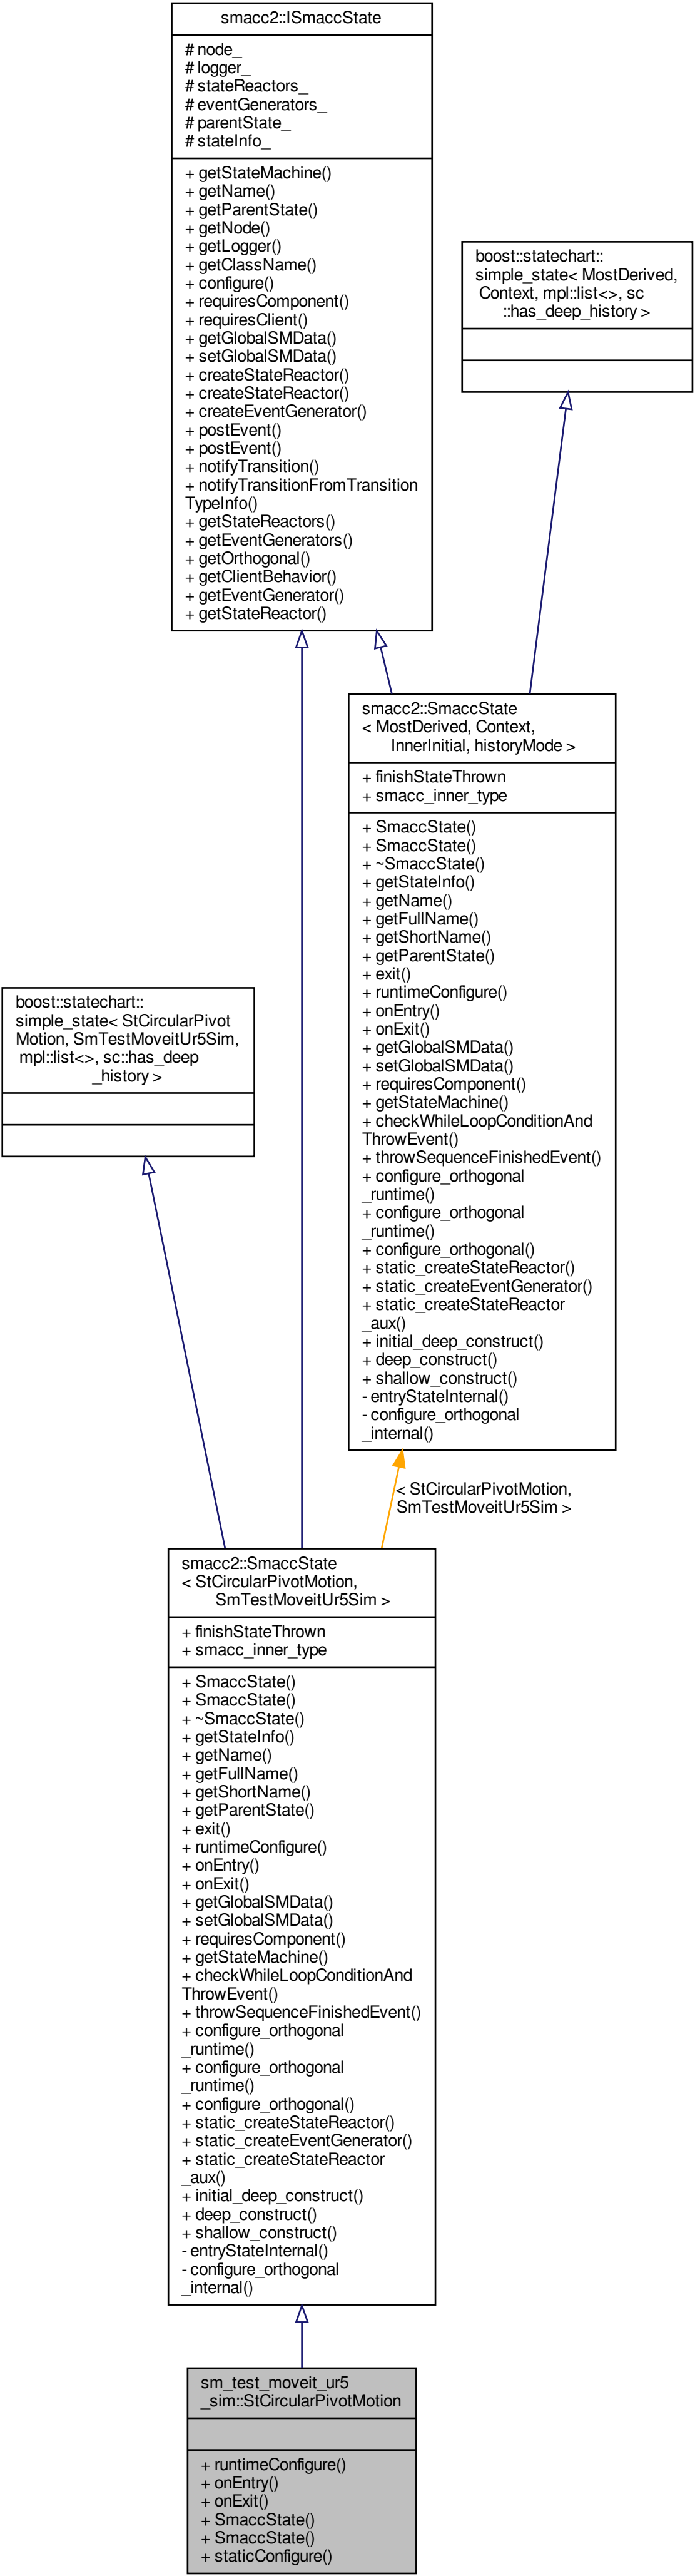 smacc2::ISmaccState
# node_
# logger_
# stateReactors_
# eventGenerators_
# parentState_
# stateInfo_
+ getStateMachine()
+ getName()
+ getParentState()
+ getNode()
+ getLogger()
+ getClassName()
+ configure()
+ requiresComponent()
+ requiresClient()
+ getGlobalSMData()
+ setGlobalSMData()
+ createStateReactor()
+ createStateReactor()
+ createEventGenerator()
+ postEvent()
+ postEvent()
+ notifyTransition()
+ notifyTransitionFromTransition
TypeInfo()
+ getStateReactors()
+ getEventGenerators()
+ getOrthogonal()
+ getClientBehavior()
+ getEventGenerator()
+ getStateReactor()
boost::statechart::
simple_state< MostDerived,
Context, mpl::list<>, sc
::has_deep_history >
smacc2::SmaccState
< MostDerived, Context,
InnerInitial, historyMode >
+ finishStateThrown
+ smacc_inner_type
+ SmaccState()
+ SmaccState()
+ ~SmaccState()
+ getStateInfo()
+ getName()
+ getFullName()
+ getShortName()
+ getParentState()
+ exit()
+ runtimeConfigure()
+ onEntry()
+ onExit()
+ getGlobalSMData()
+ setGlobalSMData()
+ requiresComponent()
+ getStateMachine()
+ checkWhileLoopConditionAnd
ThrowEvent()
+ throwSequenceFinishedEvent()
+ configure_orthogonal
_runtime()
+ configure_orthogonal
_runtime()
+ configure_orthogonal()
+ static_createStateReactor()
+ static_createEventGenerator()
+ static_createStateReactor
_aux()
+ initial_deep_construct()
+ deep_construct()
+ shallow_construct()
- entryStateInternal()
- configure_orthogonal
_internal()
boost::statechart::
simple_state< StCircularPivot
Motion, SmTestMoveitUr5Sim,
mpl::list<>, sc::has_deep
_history >
< StCircularPivotMotion,
SmTestMoveitUr5Sim >
smacc2::SmaccState
< StCircularPivotMotion,
SmTestMoveitUr5Sim >
+ finishStateThrown
+ smacc_inner_type
+ SmaccState()
+ SmaccState()
+ ~SmaccState()
+ getStateInfo()
+ getName()
+ getFullName()
+ getShortName()
+ getParentState()
+ exit()
+ runtimeConfigure()
+ onEntry()
+ onExit()
+ getGlobalSMData()
+ setGlobalSMData()
+ requiresComponent()
+ getStateMachine()
+ checkWhileLoopConditionAnd
ThrowEvent()
+ throwSequenceFinishedEvent()
+ configure_orthogonal
_runtime()
+ configure_orthogonal
_runtime()
+ configure_orthogonal()
+ static_createStateReactor()
+ static_createEventGenerator()
+ static_createStateReactor
_aux()
+ initial_deep_construct()
+ deep_construct()
+ shallow_construct()
- entryStateInternal()
- configure_orthogonal
_internal()
sm_test_moveit_ur5
_sim::StCircularPivotMotion
+ runtimeConfigure()
+ onEntry()
+ onExit()
+ SmaccState()
+ SmaccState()
+ staticConfigure()